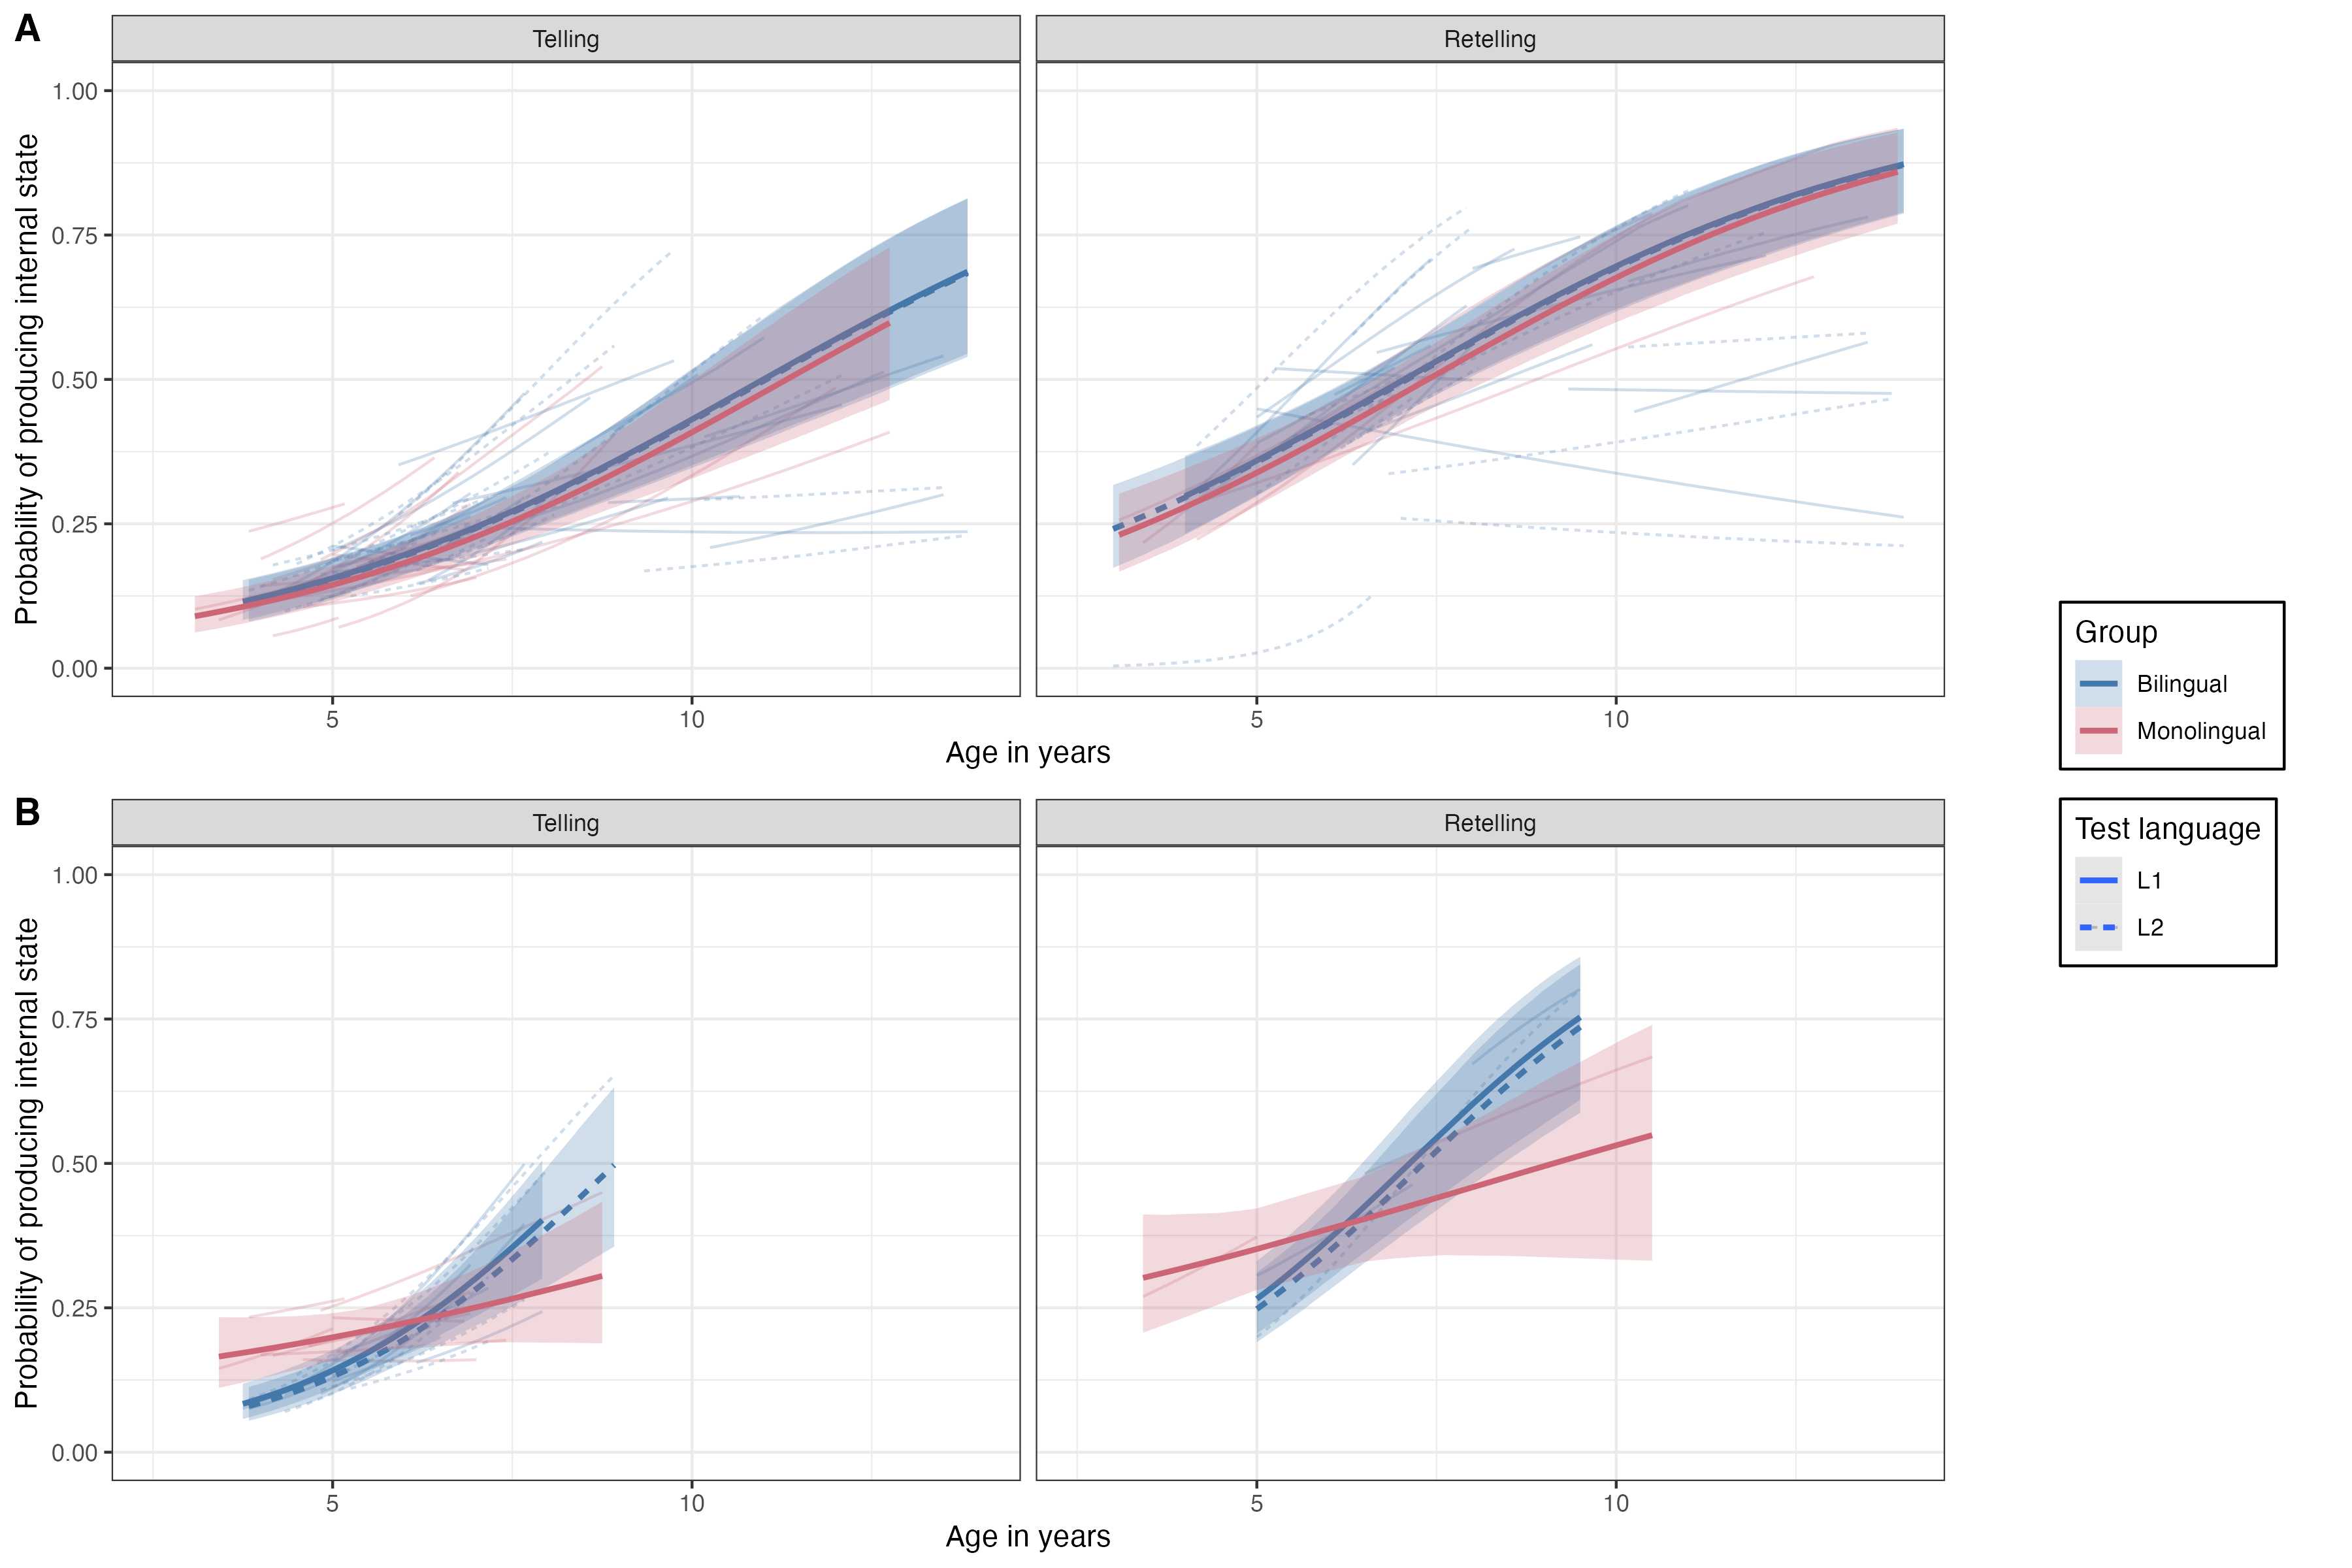 A
Telling
Retelling
Probability of producing internal state
1.00
0.75
0.50
0.25
0.00
5
10
5
10
Age in years
Group
Bilingual
Monolingual
Test language
L1
L2
B
Telling
Retelling
Probability of producing internal state
1.00
0.75
0.50
0.25
0.00
5
10
5
10
Age in years